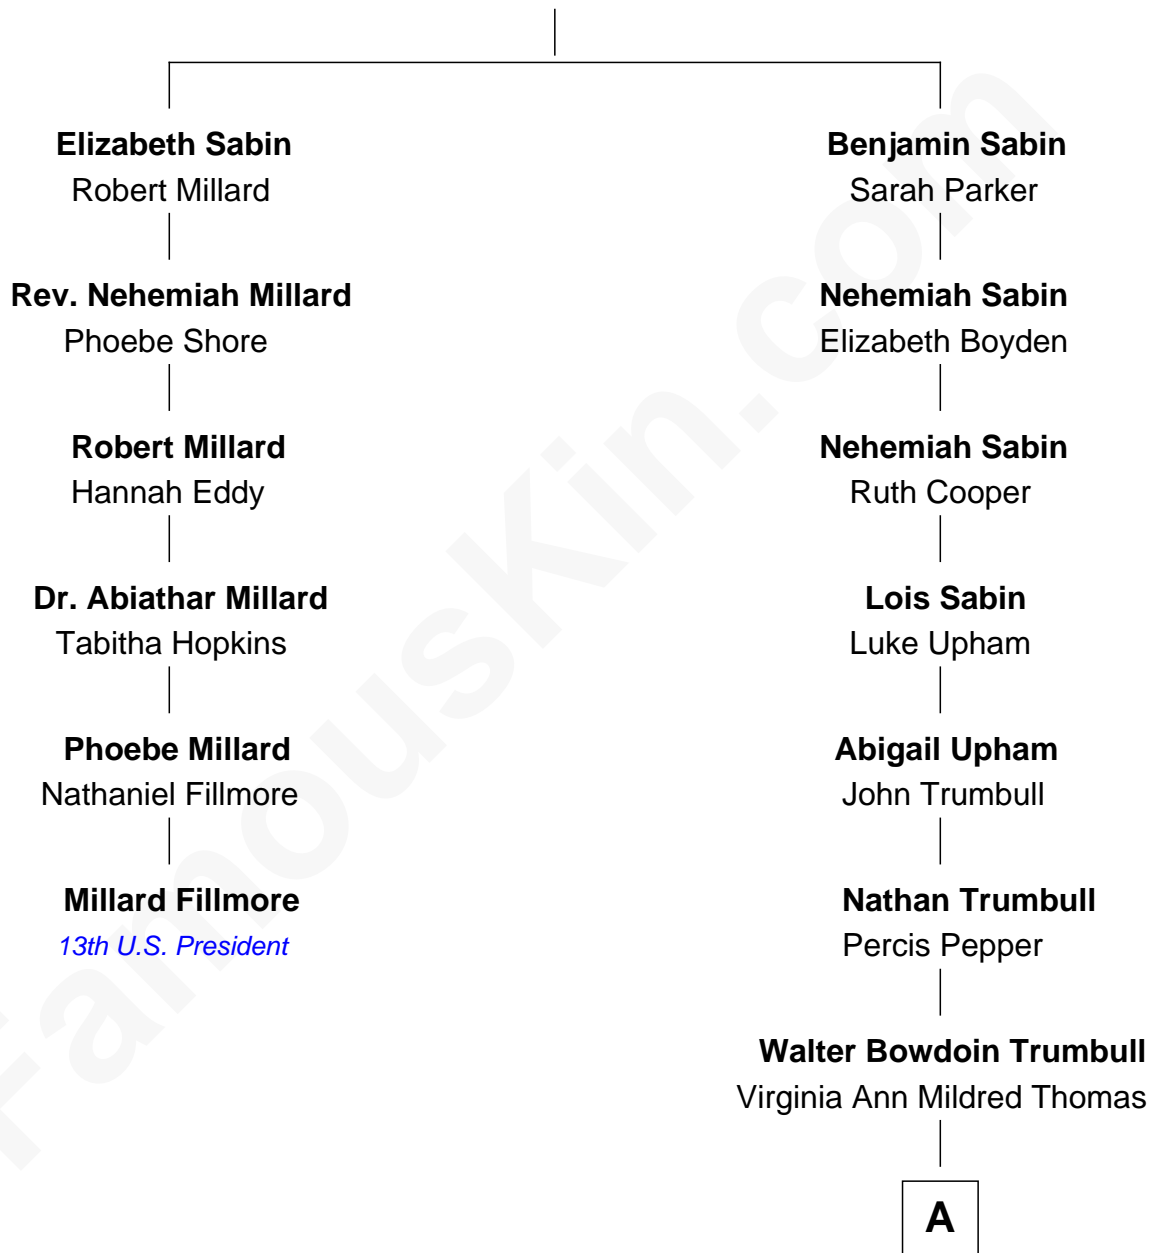 Elizabeth Sabin
Robert Millard
Rev. Nehemiah Millard
Phoebe Shore
Robert Millard
Hannah Eddy
Dr. Abiathar Millard
Tabitha Hopkins
Phoebe Millard
Nathaniel Fillmore
Millard Fillmore
13th U.S. President
Benjamin Sabin
Sarah Parker
Nehemiah Sabin
Elizabeth Boyden
Nehemiah Sabin
Ruth Cooper
Lois Sabin
Luke Upham
Abigail Upham
John Trumbull
Nathan Trumbull
Percis Pepper
Walter Bowdoin Trumbull
Virginia Ann Mildred Thomas
A
FamousKin.com